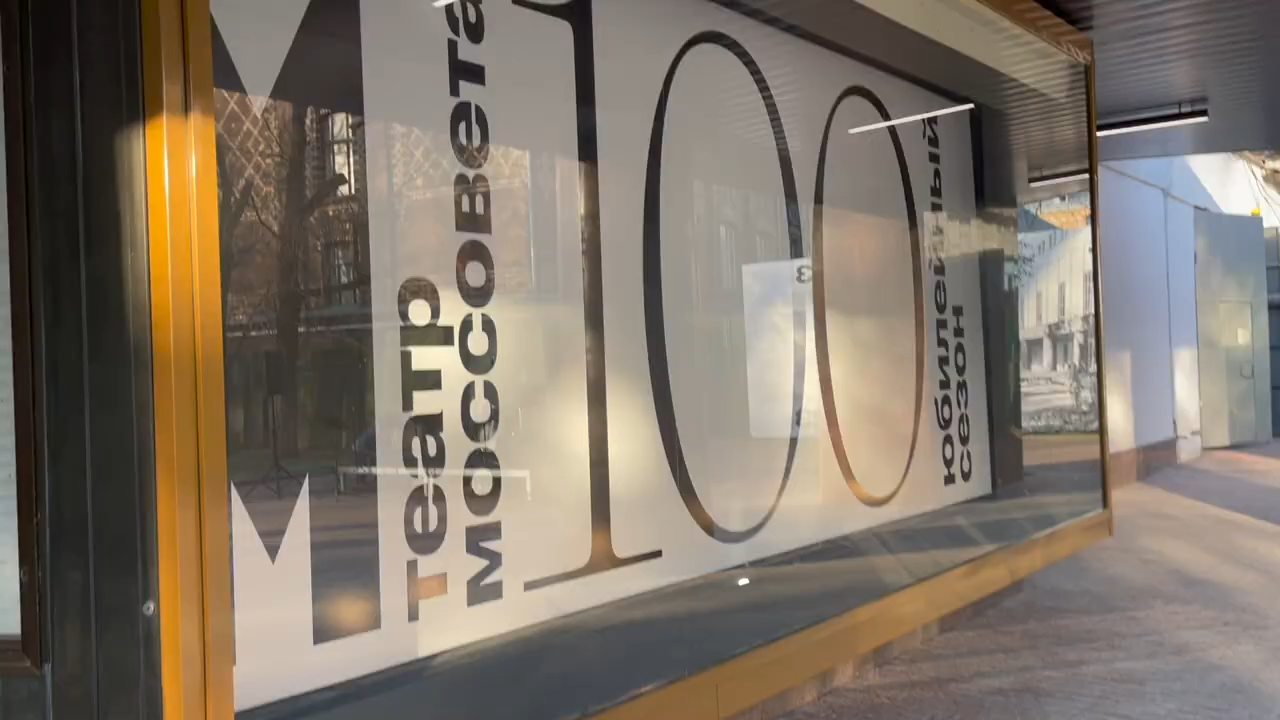 М
театр
моссовета
100
юбилейный
сезон